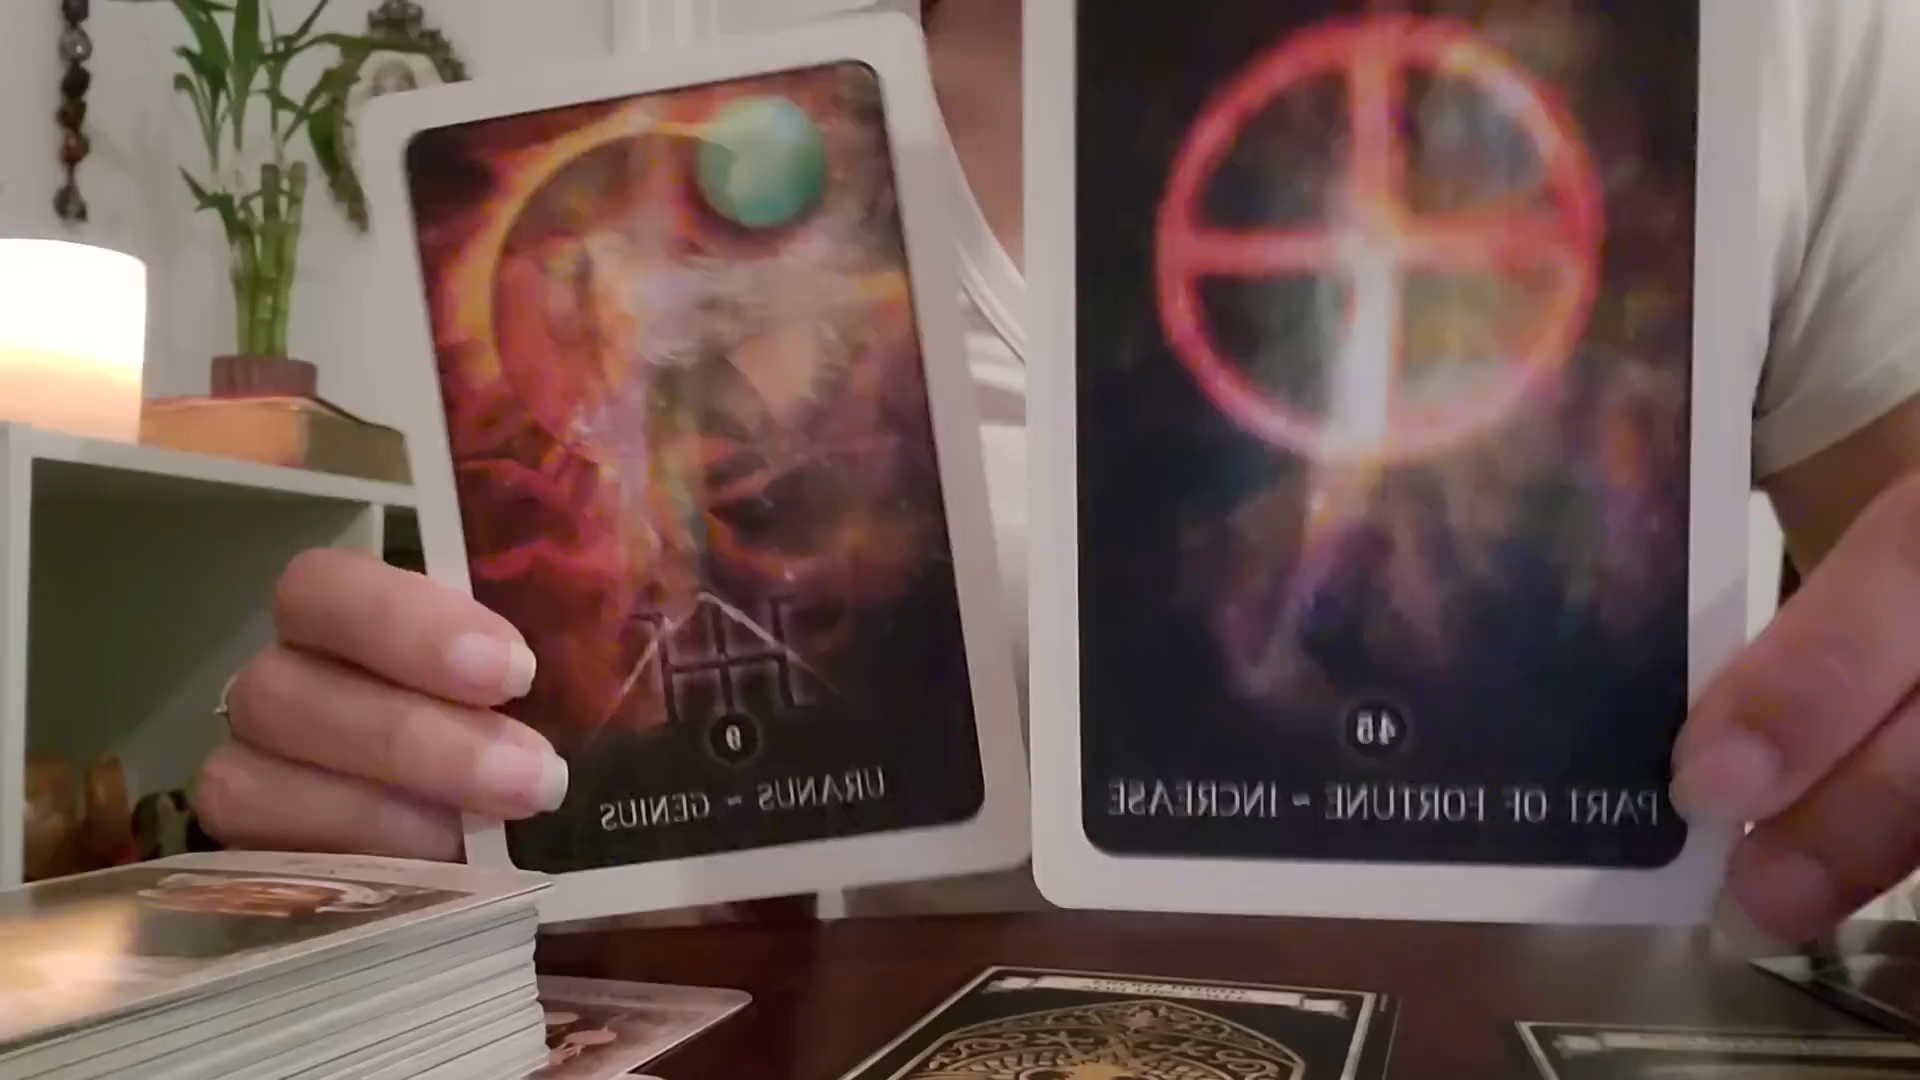 9
URANUS ~ GENIUS
45
PART OF FORTUNE ~ INCREASE